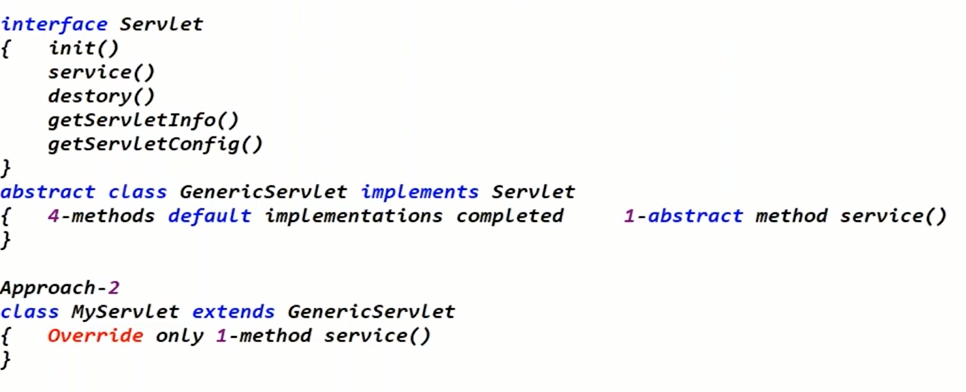 interface Servlet
{ init()
service()
destory()
getServletInfo()
getServletConfig()
}
abstract class GenericServlet implements Servlet
{ 4-methods default implementations completed 1-abstract method service()
}
Approach-2
class MyServlet extends GenericServlet
{ Override only 1-method service()
}